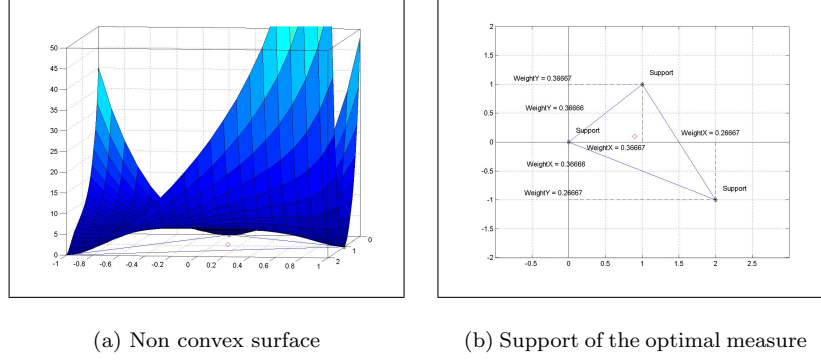 50
45
40
35
30
25
20
15
10
5
0
-1 -0.8 -0.6 -0.4 -0.2 0 0.2 0.4 0.6 0.8 1
2 1 0
2
1.5
1
0.5
0
-0.5
-1
-1.5
-2
-0.5 0 0.5 1 1.5 2 2.5
Support
WeightY = 0.36667
WeightY = 0.36666
Support
WeightX = 0.26667
WeightX = 0.36667
WeightX = 0.36666
Support
WeightY = 0.26667
(a) Non convex surface
(b) Support of the optimal measure